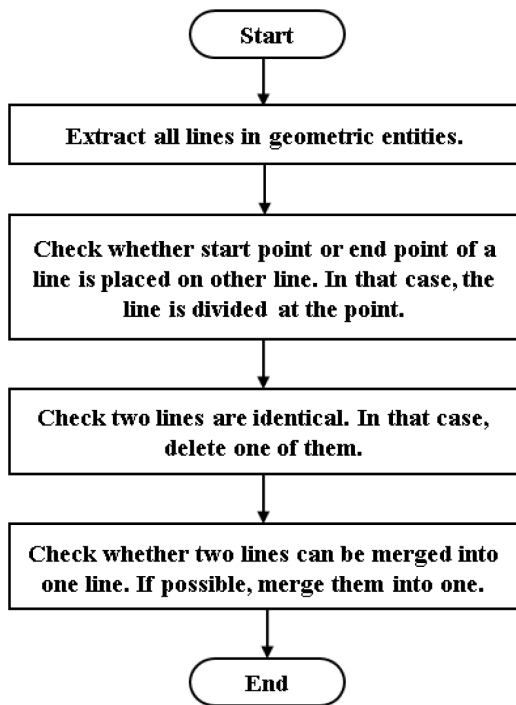 Start
Extract all lines in geometric entities.
Check whether start point or end point of a
line is placed on other line. In that case, the
line is divided at the point.
Check two lines are identical. In that case,
delete one of them.
Check whether two lines can be merged into
one line. If possible, merge them into one.
End